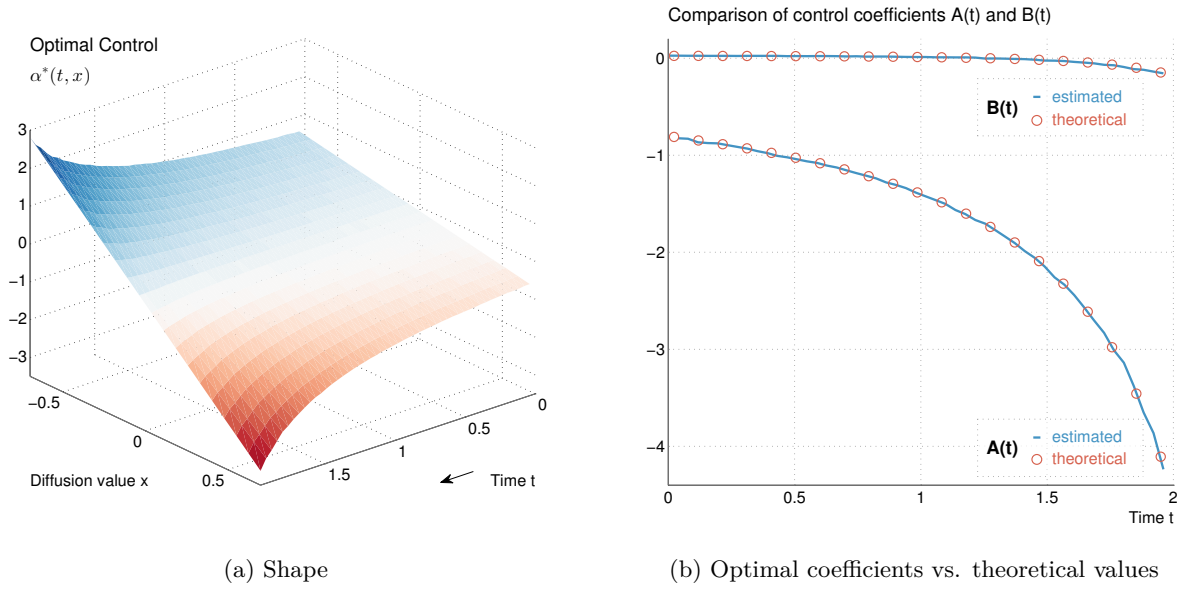 Optimal Control
α*(t, x)
3
2
1
0
−1
−2
−3
−0.5
0
0.5
Diffusion value x
1.5
1
0.5
0
Time t
(a) Shape
Comparison of control coefficients A(t) and B(t)
0
−1
−2
−3
−4
B(t)
estimated
theoretical
A(t)
estimated
theoretical
0 0.5 1 1.5 2
Time t
(b) Optimal coefficients vs. theoretical values